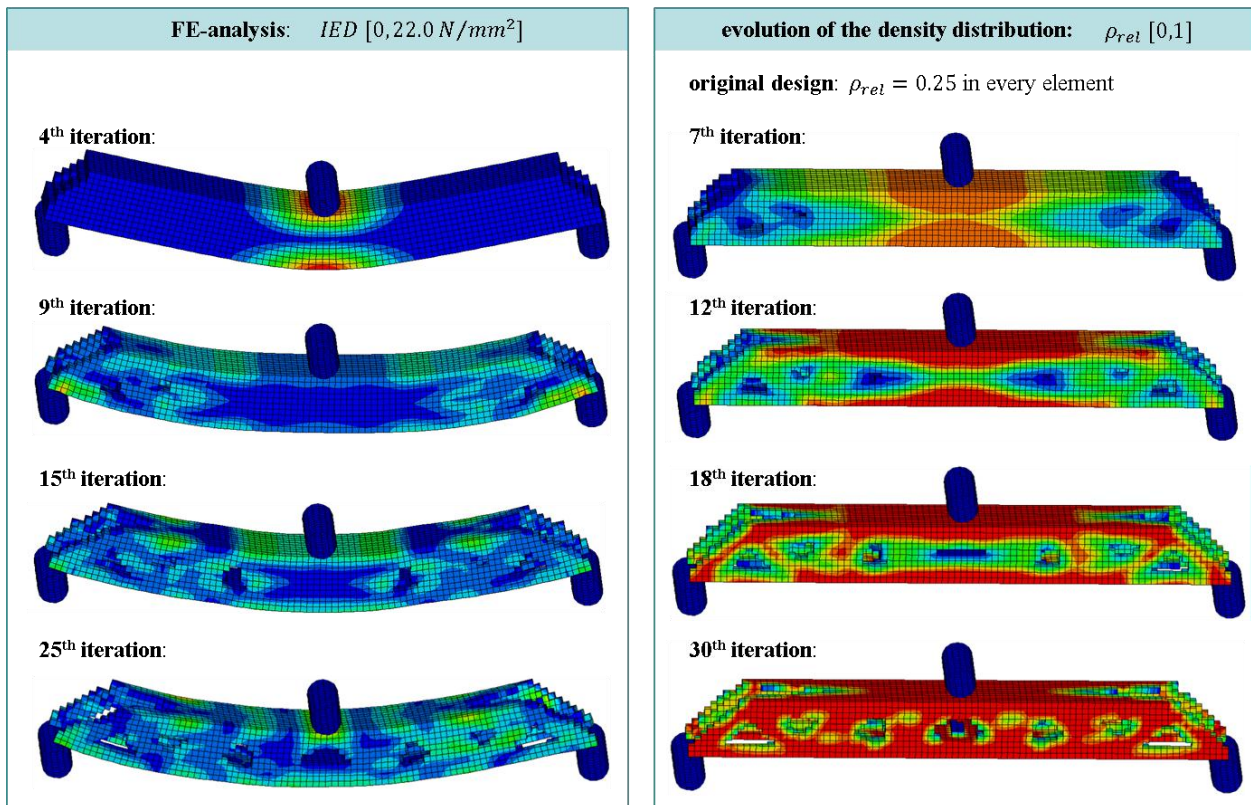 FE-analysis: IED [0,22.0 N/mm²]
4th iteration:
9th iteration:
15th iteration:
25th iteration:
evolution of the density distribution: ρrel [0,1]
original design: ρrel = 0.25 in every element
7th iteration:
12th iteration:
18th iteration:
30th iteration: